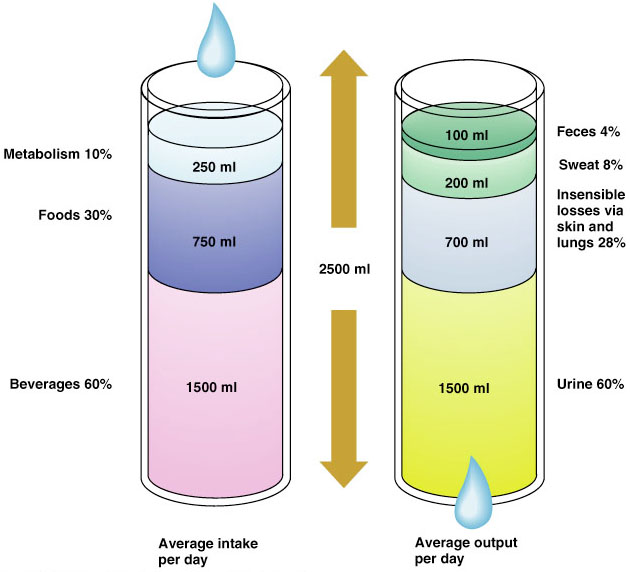 Metabolism 10%
250 ml
Foods 30%
750 ml
Beverages 60%
1500 ml
Average intake
per day
2500 ml
100 ml
Feces 4%
200 ml
Sweat 8%
700 ml
Insensible
losses via
skin and
lungs 28%
1500 ml
Urine 60%
Average output
per day